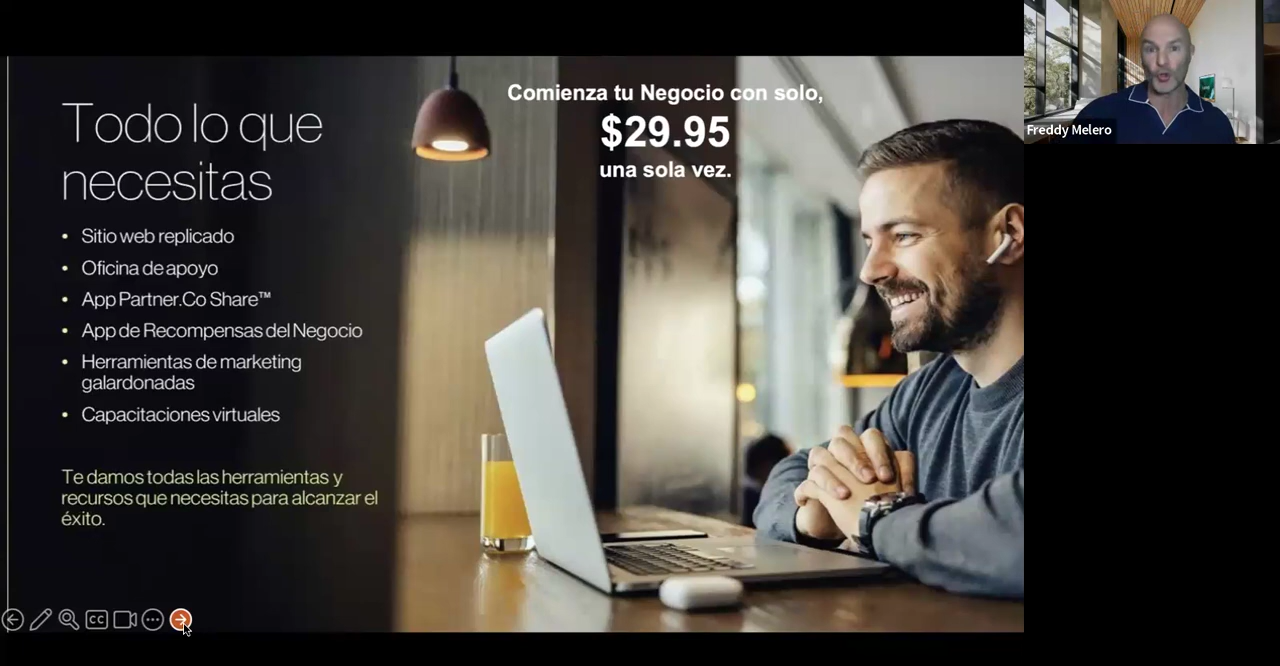 Todo lo que
necesitas
• Sitio web replicado
• Oficina de apoyo
• App Partner.Co Share™
• App de Recompensas del Negocio
• Herramientas de marketing
galardonadas
• Capacitaciones virtuales
Te damos todas las herramientas y
recursos que necesitas para alcanzar el
éxito.
Comienza tu Negocio con solo,
$29.95
una sola vez.
Freddy Melero
CC